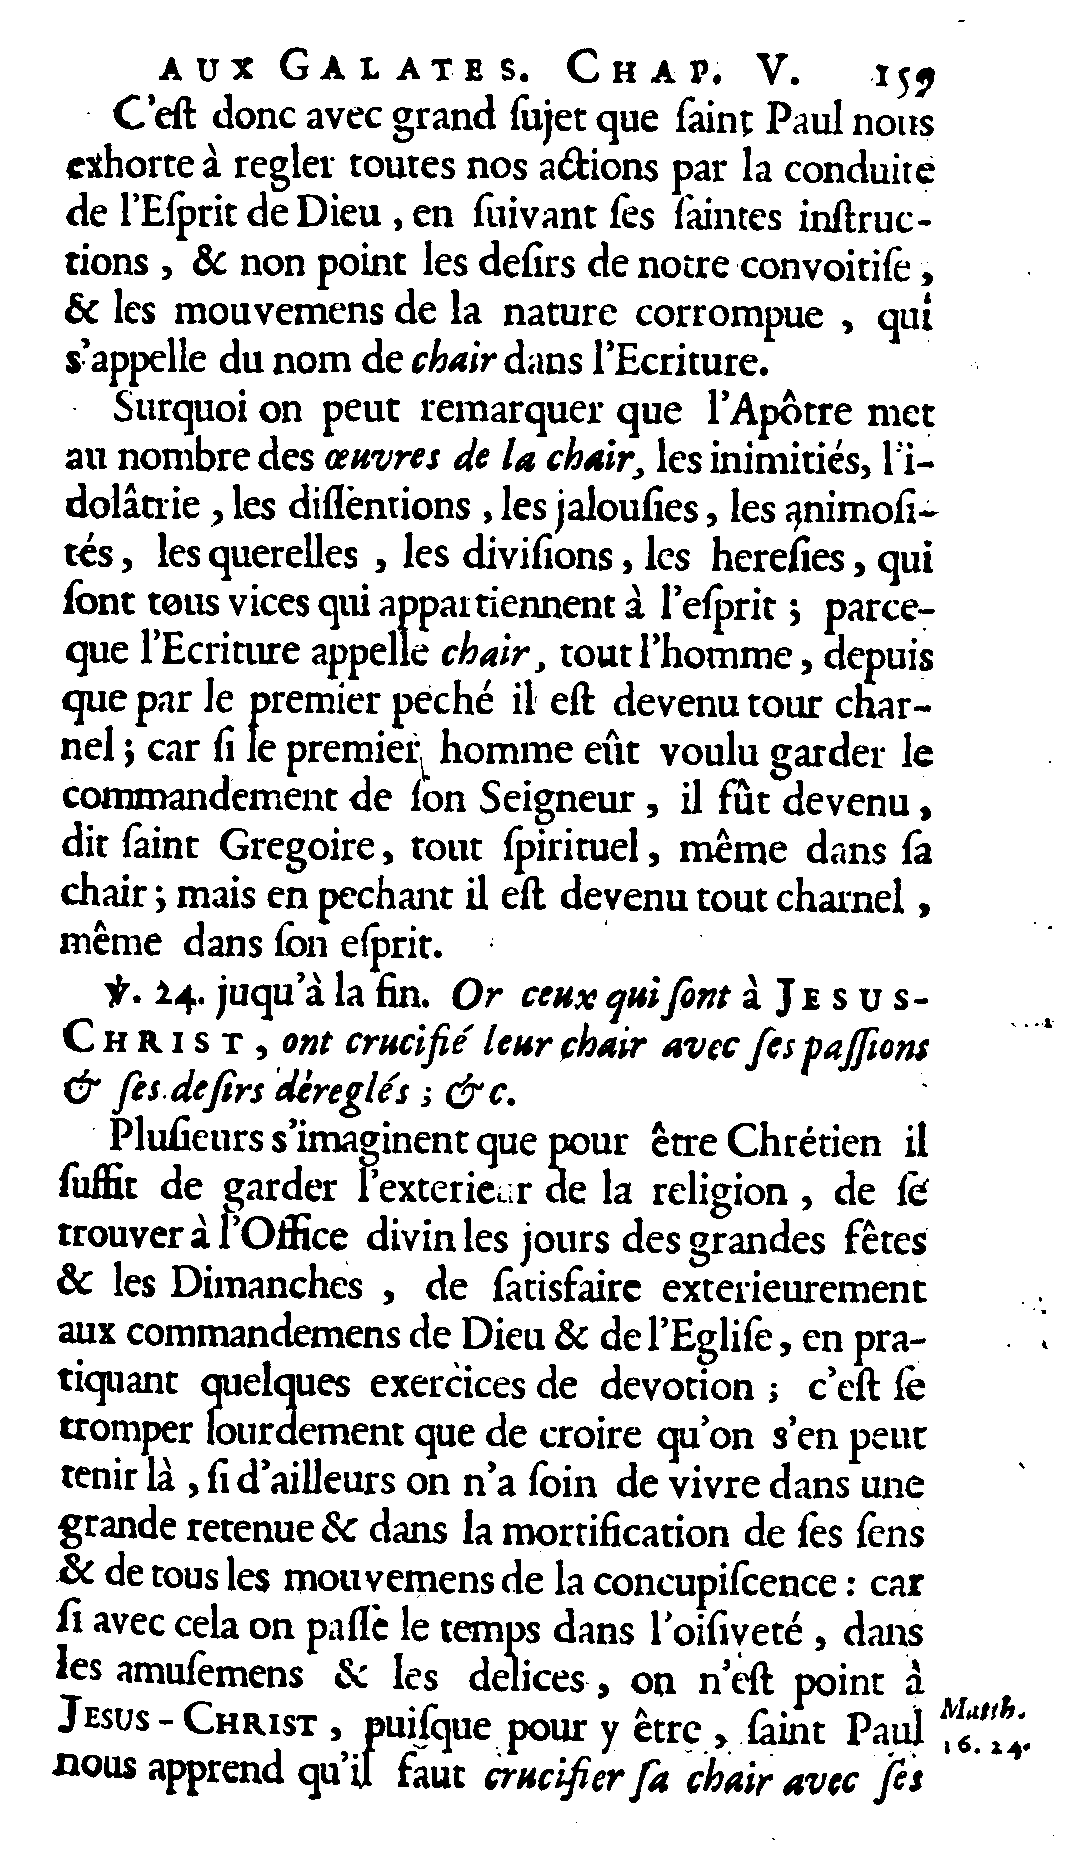 AUX GALATES. CHAP. V. 159
C'eſt donc avec grand ſujet que ſaint Paul nous
exhorte à regler toutes nos actions par la conduite
de l'Eſprit de Dieu, en ſuivant ſes ſaintes inſtruc-
tions, & non point les deſirs de notre convoitiſe,
& les mouvemens de la nature corrompue, qui
s'appelle du nom de chair dans l'Ecriture.
Surquoi on peut remarquer que l'Apôtre met
au nombre des œuvres de la chair, les inimitiés, l'i-
dolâtrie, les diſſentions, les jalouſies, les animoſi-
tés, les querelles, les diviſions, les hereſies, qui
ſont tous vices qui appartiennent à l'eſprit; parce-
que l'Ecriture appelle chair, tout l'homme, depuis
que par le premier peché il eſt devenu tour char-
nel; car ſi le premier homme eût voulu garder le
commandement de ſon Seigneur, il fût devenu,
dit ſaint Gregoire, tout ſpirituel, même dans ſa
chair; mais en pechant il eſt devenu tout charnel,
même dans ſon eſprit.
℣. 24. juqu'à la fin. Or ceux qui ſont à JESUS-
CHRIST, ont crucifié leur chair avec ſes paſſions
& ſes deſirs déreglés; &c.
Pluſieurs s'imaginent que pour être Chrétien il
ſuffit de garder l'exterieur de la religion, de ſe
trouver à l'Office divin les jours des grandes fêtes
& les Dimanches, de ſatisfaire exterieurement
aux commandemens de Dieu & de l'Egliſe, en pra-
tiquant quelques exercices de devotion; c'eſt ſe
tromper lourdement que de croire qu'on s'en peut
tenir là, ſi d'ailleurs on n'a ſoin de vivre dans une
grande retenue & dans la mortification de ſes ſens
& de tous les mouvemens de la concupiſcence: car
ſi avec cela on paſſe le temps dans l'oiſiveté, dans
les amuſemens & les delices, on n'eſt point à
JESUS-CHRIST, puiſque pour y être, ſaint Paul
nous apprend qu'il faut crucifier ſa chair avec ſes
Matth.
16. 24.